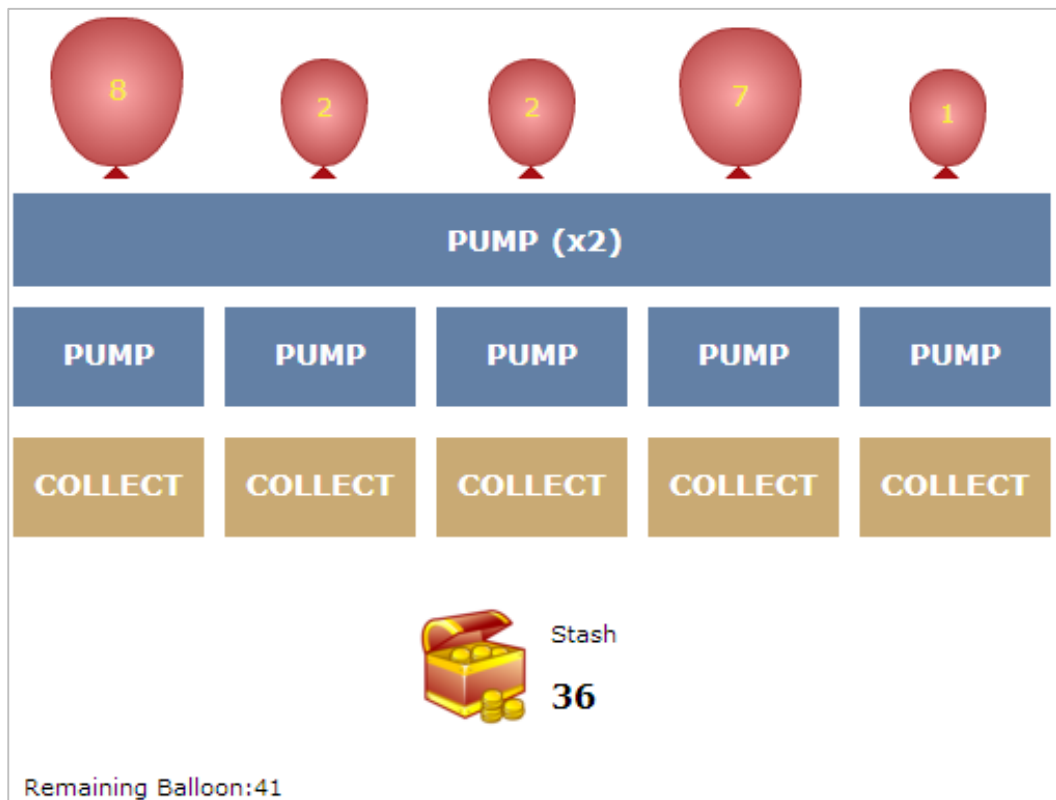 8 2 2 7 1
PUMP (x2)
PUMP PUMP PUMP PUMP PUMP
COLLECT COLLECT COLLECT COLLECT COLLECT
Stash
36
Remaining Balloon:41